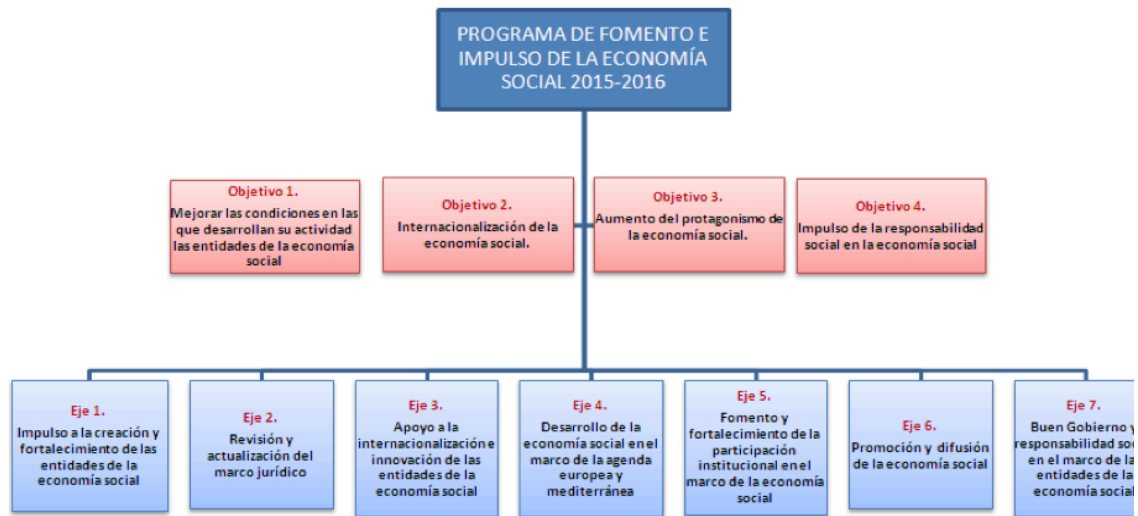 PROGRAMA DE FOMENTO E
IMPULSO DE LA ECONOMÍA
SOCIAL 2015-2016
Objetivo 1.
Mejorar las condiciones en las
que desarrollan su actividad
las entidades de la economía
social
Objetivo 2.
Internacionalización de la
economía social.
Objetivo 3.
Aumento del protagonismo de
la economía social.
Objetivo 4.
Impulso de la responsabilidad
social en la economía social
Eje 1.
Impulso a la creación y
fortalecimiento de las
entidades de la
economía social
Eje 2.
Revisión y
actualización del
marco jurídico
Eje 3.
Apoyo a la
internacionalización e
innovación de las
entidades de la
economía social
Eje 4.
Desarrollo de la
economía social en el
marco de la agenda
europea y
mediterránea
Eje 5.
Fomento y
fortalecimiento de la
participación
institucional en el
marco de la economía
social
Eje 6.
Promoción y difusión
de la economía social
Eje 7.
Buen Gobierno y
responsabilidad
en el marco de las
entidades de la
economía social